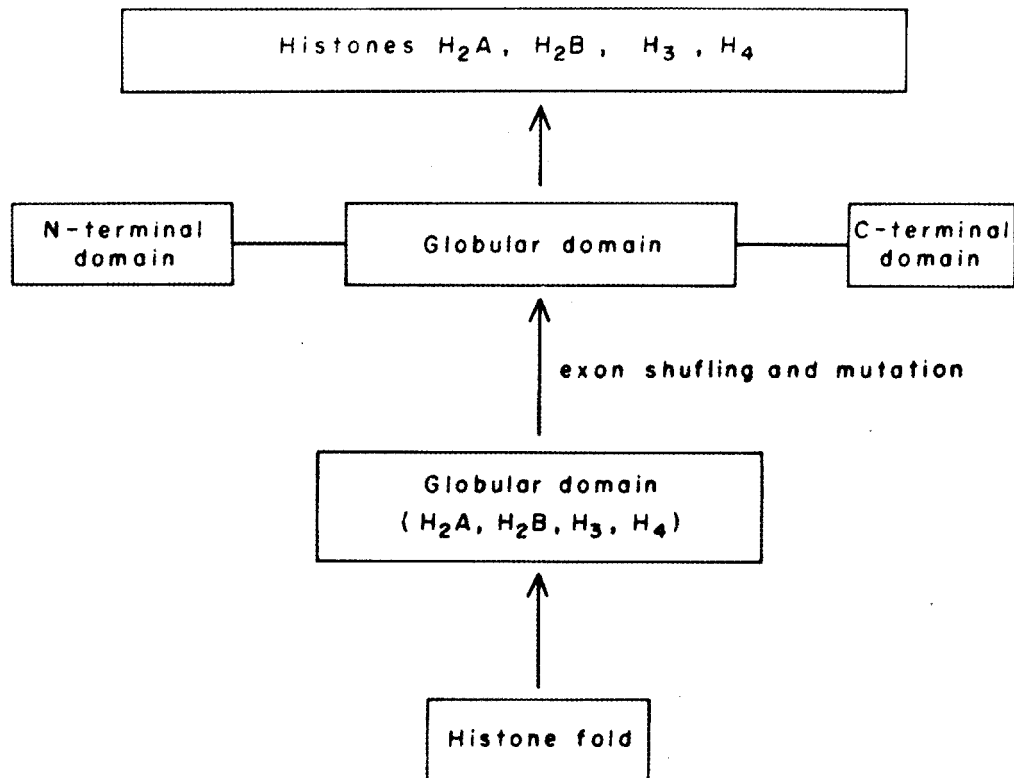 Histones H₂A, H₂B, H₃, H₄
N-terminal
domain
Globular domain
C-terminal
domain
exon shufling and mutation
Globular domain
(H₂A, H₂B, H₃, H₄)
Histone fold